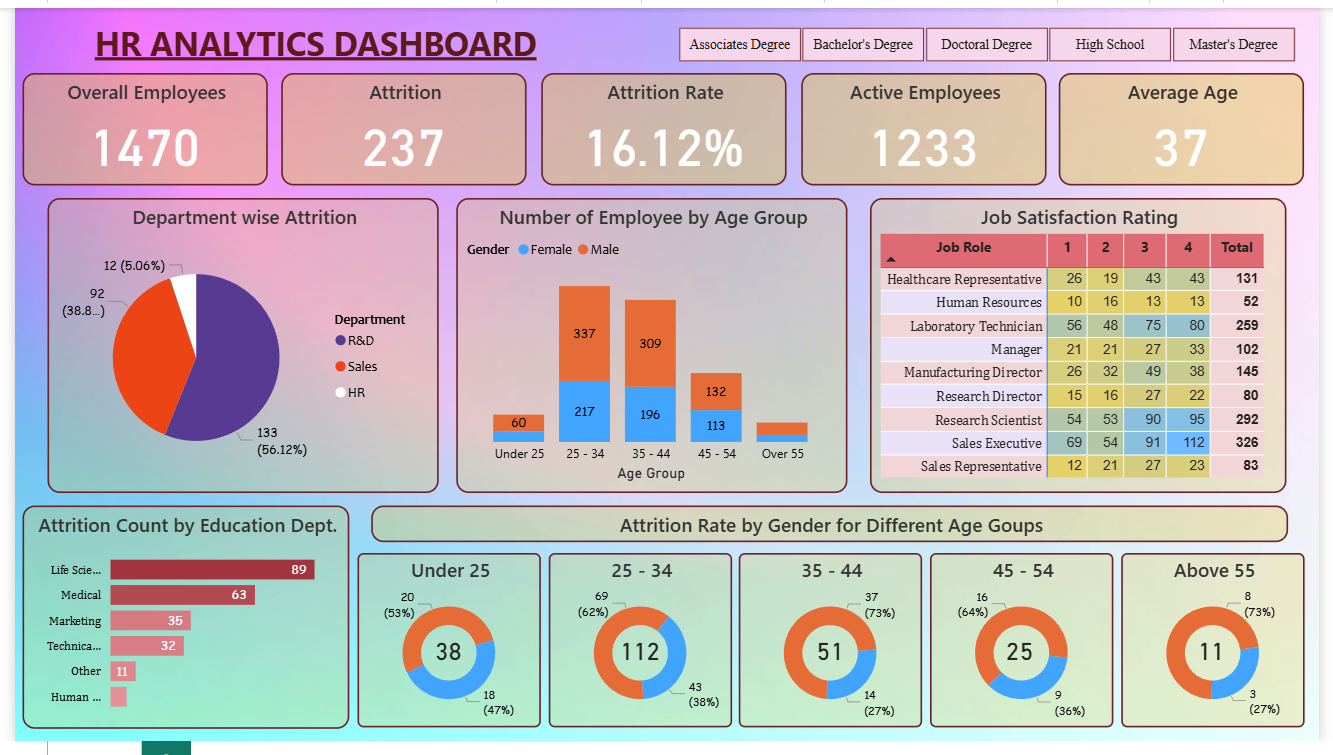 HR ANALYTICS DASHBOARD
Associates Degree Bachelor's Degree Doctoral Degree High School Master's Degree
Overall Employees
1470
Attrition
237
Attrition Rate
16.12%
Active Employees
1233
Average Age
37
Department wise Attrition
12 (5.06%)
92
(38.8...)
133
(56.12%)
Department
R&D
Sales
HR
Number of Employee by Age Group
Gender Female Male
60
337
217
309
196
132
113
Under 25 25 - 34 35 - 44 45 - 54 Over 55
Age Group
Job Satisfaction Rating
Job Role 1 2 3 4 Total
Healthcare Representative 26 19 43 43 131
Human Resources 10 16 13 13 52
Laboratory Technician 56 48 75 80 259
Manager 21 21 27 33 102
Manufacturing Director 26 32 49 38 145
Research Director 15 16 27 22 80
Research Scientist 54 53 90 95 292
Sales Executive 69 54 91 112 326
Sales Representative 12 21 27 23 83
Attrition Count by Education Dept.
Life Scie... 89
Medical 63
Marketing 35
Technica... 32
Other 11
Human ...
Attrition Rate by Gender for Different Age Goups
Under 25
20
(53%)
38
18
(47%)
25 - 34
69
(62%)
112
43
(38%)
35 - 44
37
(73%)
51
14
(27%)
45 - 54
16
(64%)
25
9
(36%)
Above 55
8
(73%)
11
3
(27%)